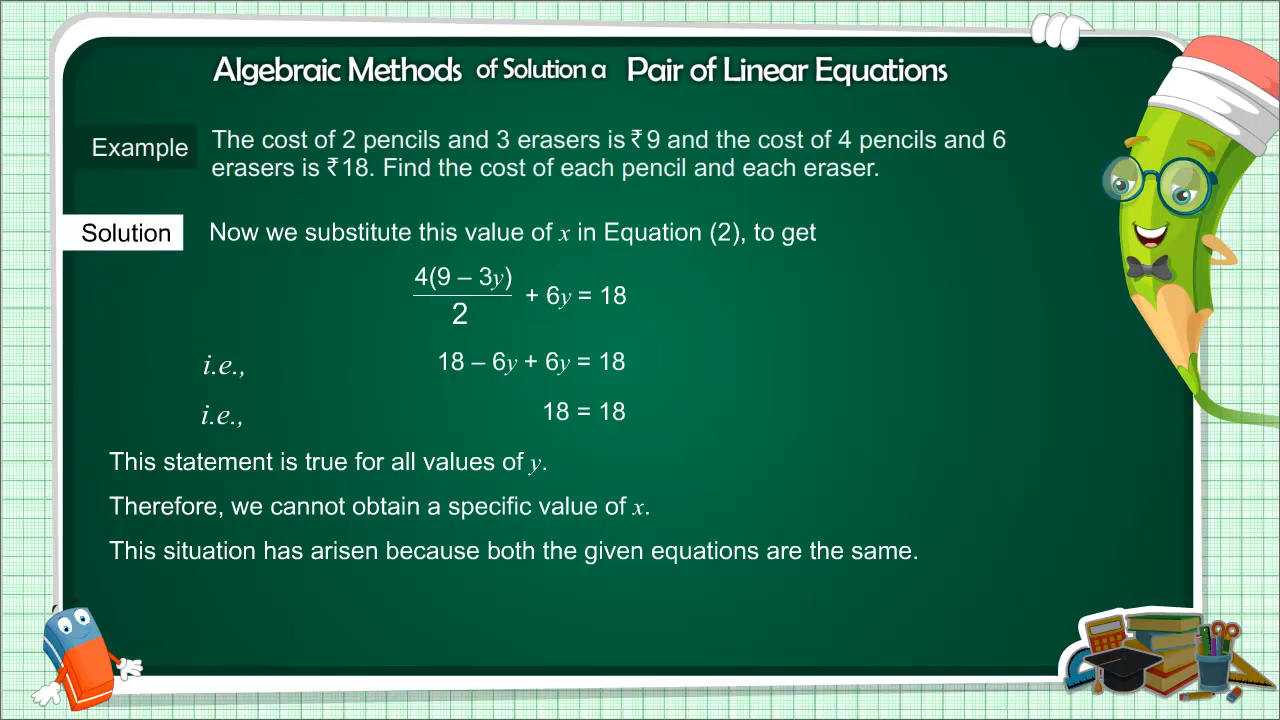 Algebraic Methods of Solution a Pair of Linear Equations
Example
The cost of 2 pencils and 3 erasers is ₹ 9 and the cost of 4 pencils and 6
erasers is ₹ 18. Find the cost of each pencil and each eraser.
Solution
Now we substitute this value of x in Equation (2), to get
4(9 – 3y)
2
+ 6y = 18
i.e., 18 – 6y + 6y = 18
i.e., 18 = 18
This statement is true for all values of y.
Therefore, we cannot obtain a specific value of x.
This situation has arisen because both the given equations are the same.